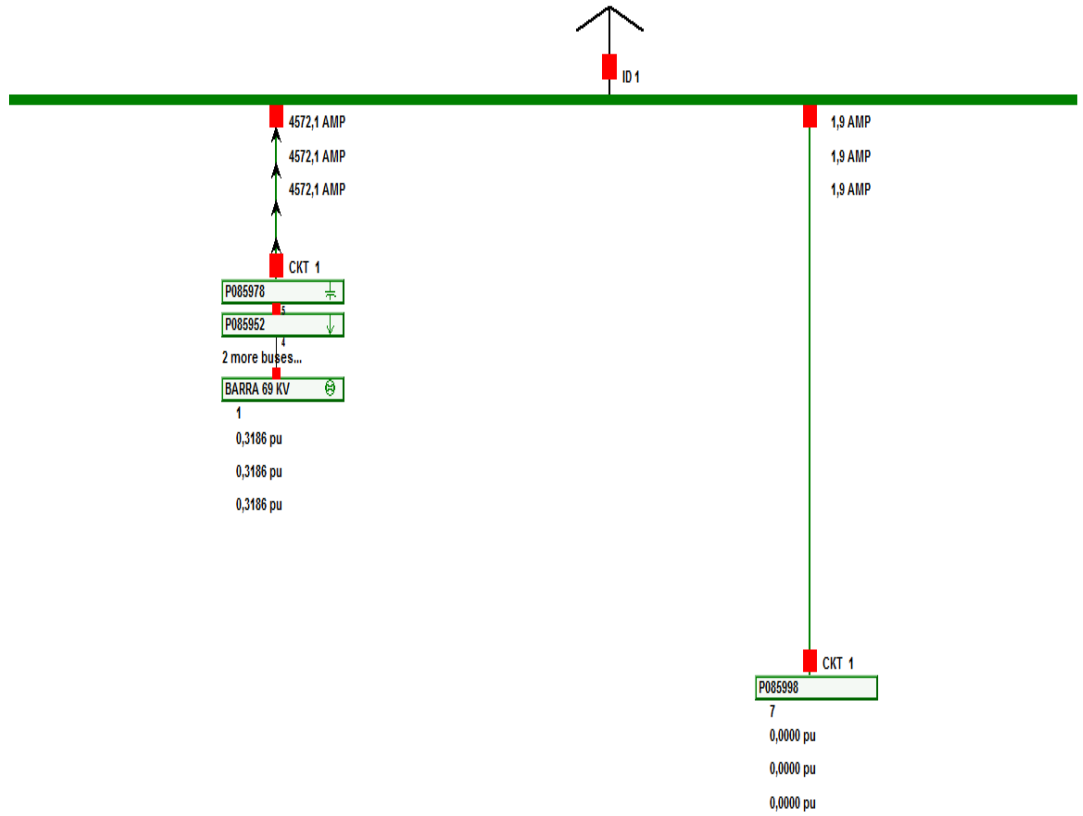 ID 1
4572,1 AMP
4572,1 AMP
4572,1 AMP
CKT 1
P085978
5
P085952
4
2 more buses...
BARRA 69 KV
1
0,3186 pu
0,3186 pu
0,3186 pu
1,9 AMP
1,9 AMP
1,9 AMP
CKT 1
P085998
7
0,0000 pu
0,0000 pu
0,0000 pu